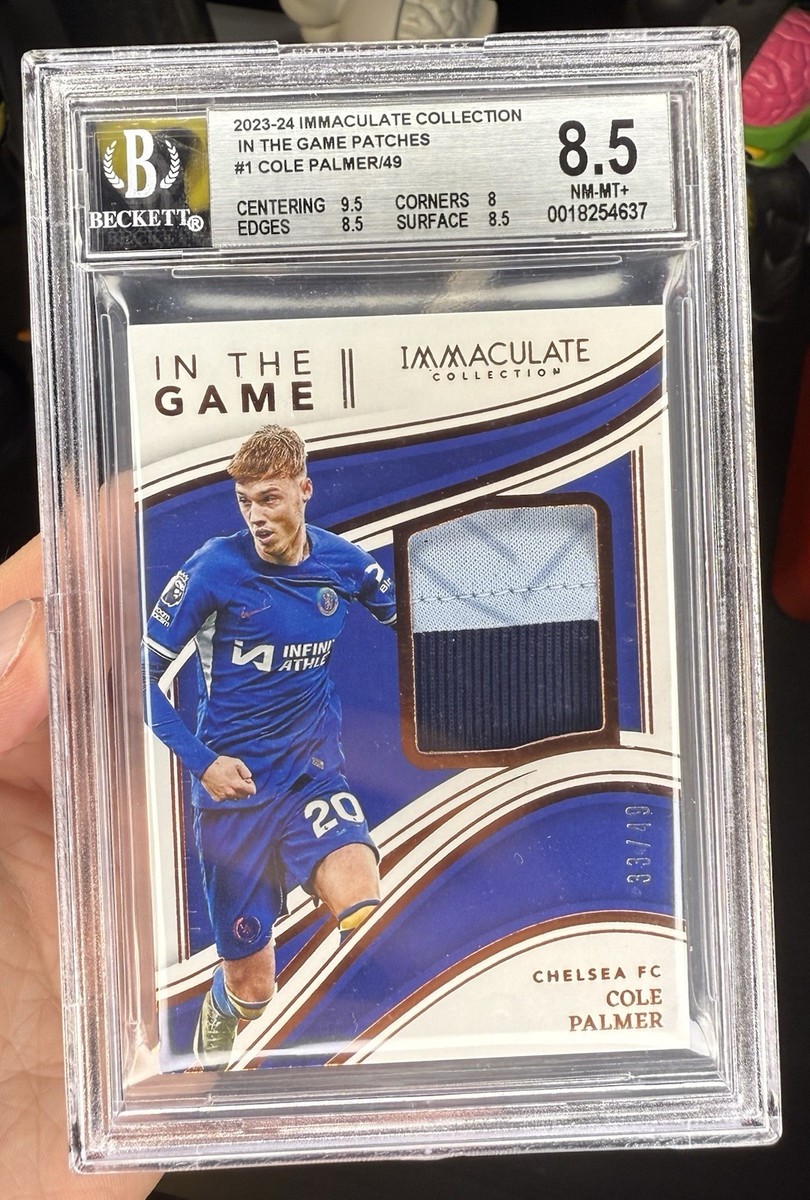 2023-24 IMMACULATE COLLECTION
IN THE GAME PATCHES
#1 COLE PALMER/49
CENTERING 9.5 CORNERS 8
EDGES 8.5 SURFACE 8.5
8.5
NM-MT+
0018254637
B
BECKETT®
IN THE
GAME
IMMACULATE
COLLECTION
INFINI
ATHLE
20
33/49
CHELSEA FC
COLE
PALMER